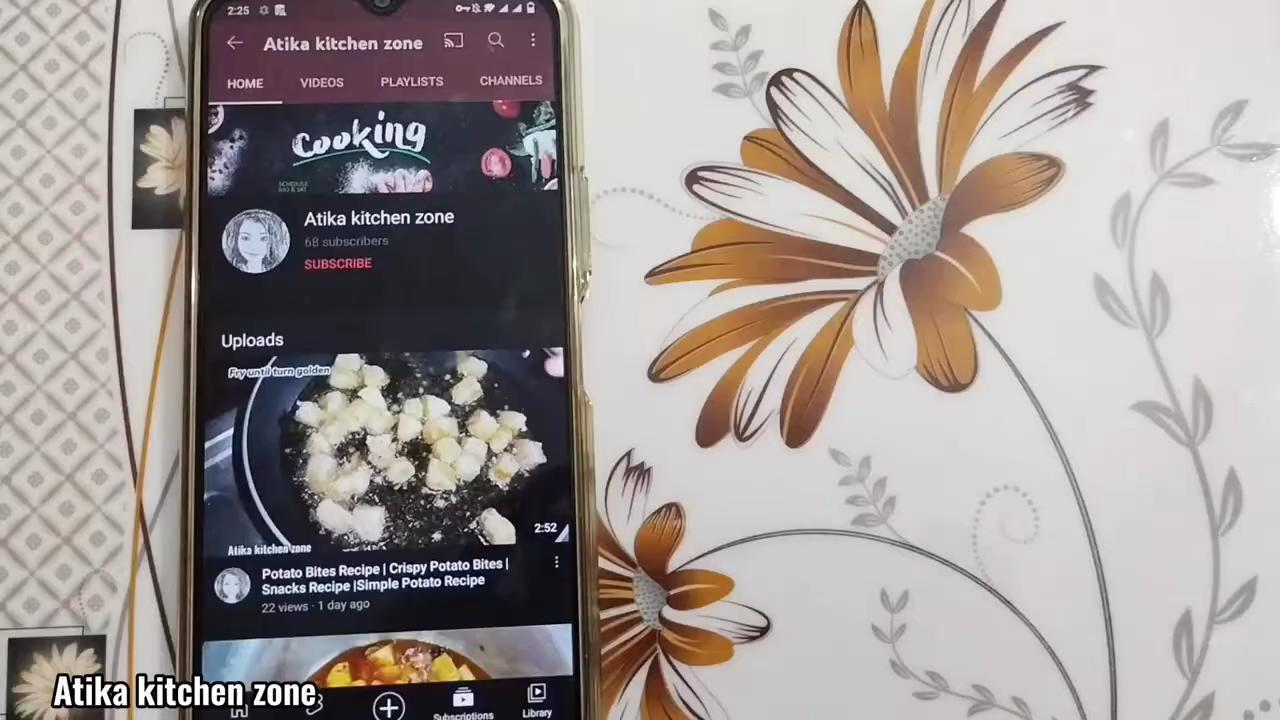 2:25
Atika kitchen zone
HOME VIDEOS PLAYLISTS CHANNELS
Cooking
SCHEDULE
Atika kitchen zone
68 subscribers
SUBSCRIBE
Uploads
Fry until turn golden
2:52
Atika kitchen zone
Potato Bites Recipe | Crispy Potato Bites |
Snacks Recipe |Simple Potato Recipe
22 views · 1 day ago
Subscriptions
Library
Atika kitchen zone